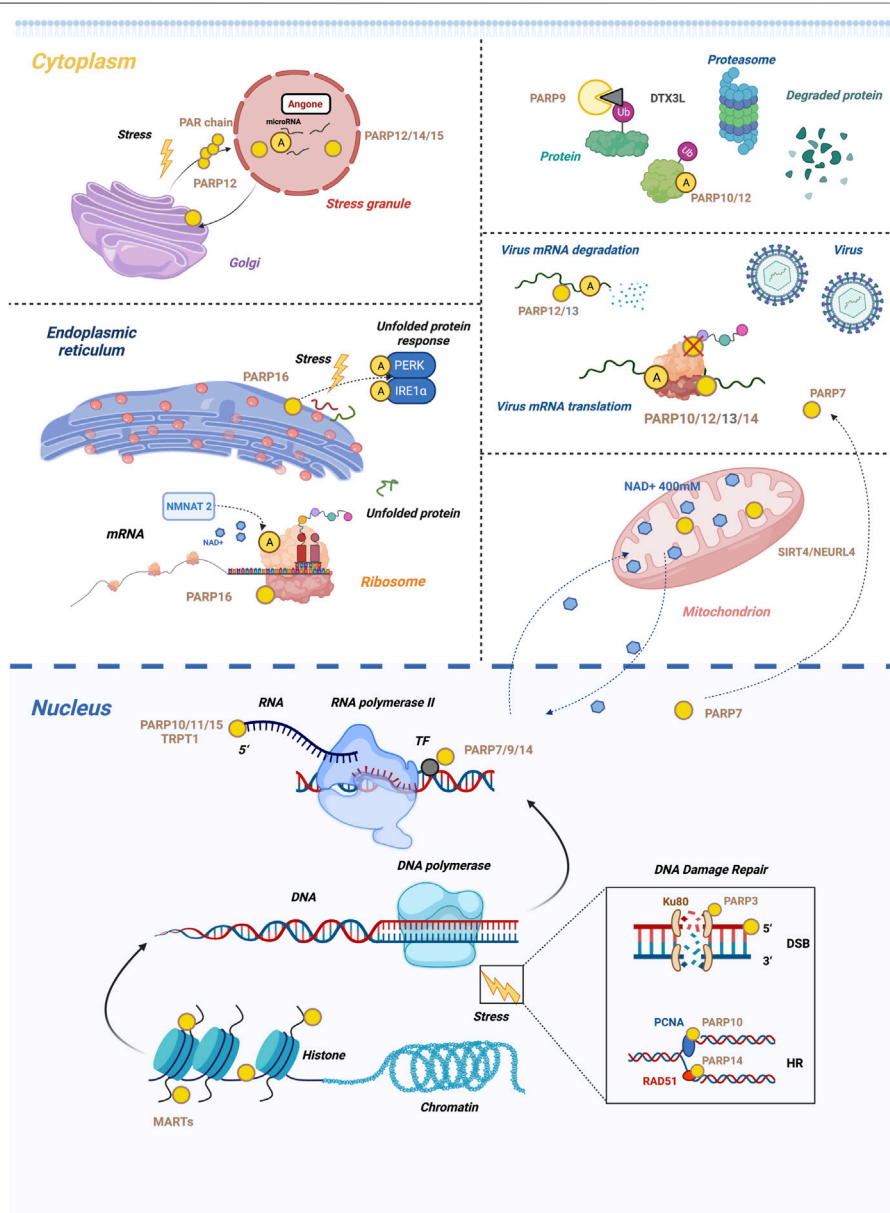 Cytoplasm
Angone
microRNA
A
PAR chain
Stress
PARP12/14/15
PARP12
Stress granule
Golgi
Proteasome
PARP9
DTX3L
Degraded protein
Ub
Protein
Ub
A
PARP10/12
Virus mRNA degradation
Virus
A
PARP12/13
A
Virus mRNA translatiom
PARP10/12/13/14
PARP7
Endoplasmic
reticulum
Unfolded protein
response
Stress
PARP16
A
PERK
A
IRE1α
NMNAT 2
NAD+
Unfolded protein
mRNA
A
PARP16
Ribosome
NAD+ 400mM
SIRT4/NEURL4
Mitochondrion
Nucleus
RNA
RNA polymerase II
PARP10/11/15
TRPT1
5'
TF
PARP7/9/14
PARP7
DNA polymerase
DNA
DNA Damage Repair
Ku80
PARP3
5'
DSB
3'
Stress
PCNA
PARP10
PARP14
HR
RAD51
Histone
Chromatin
MARTs